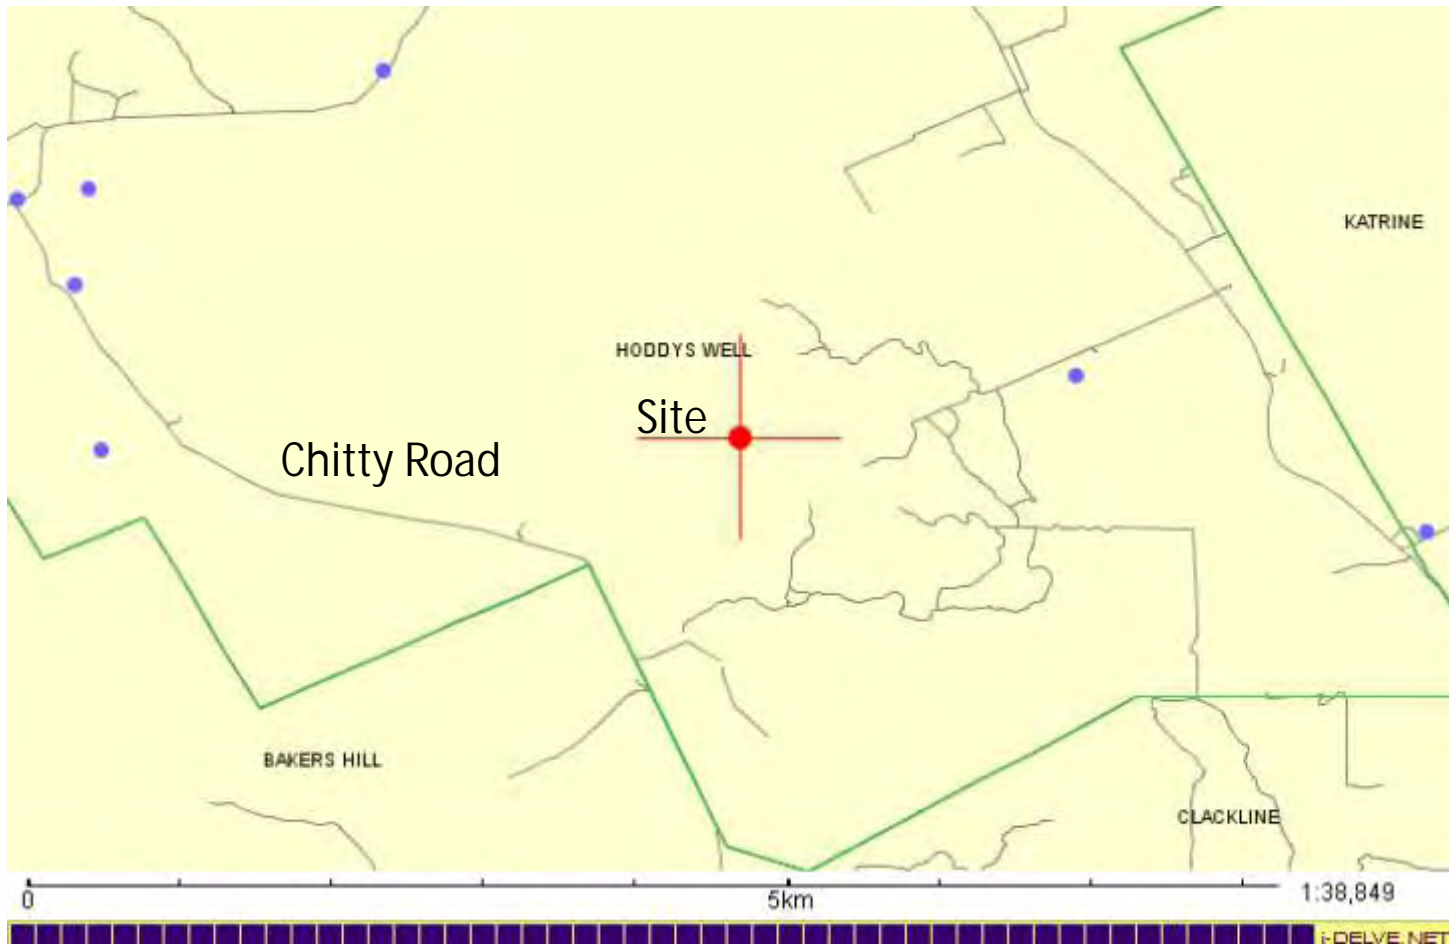 KATRINE
HODDYS WELL
Site
Chitty Road
BAKERS HILL
CLACKLINE
0
5km
1:38,849
i-DELVE.NET